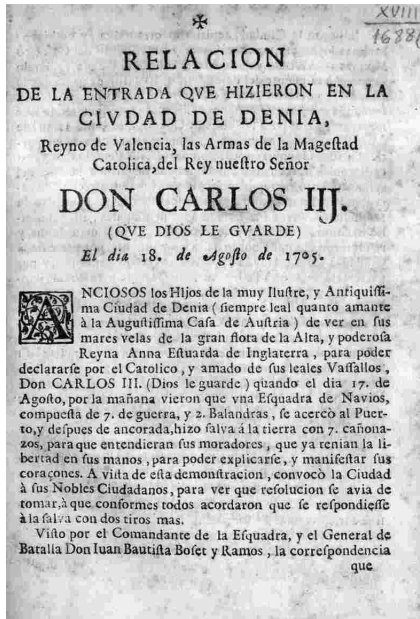 ✠
XVIII
1688
RELACION
DE LA ENTRADA QVE HIZIERON EN LA
CIVDAD DE DENIA,
Reyno de Valencia, las Armas de la Mageſtad
Catolica, del Rey nueſtro Señor
DON CARLOS IIJ.
(QVE DIOS LE GVARDE)
El dia 18. de Agoſto de 1705.
ANCIOSOS los Hijos de la muy Iluſtre, y Antiquiſſi-
ma Ciudad de Denia (ſiempre leal quanto amante
à la Auguſtiſſima Caſa de Auſtria) de ver en sus
mares velas de la gran flota de la Alta, y poderoſa
Reyna Anna Eſtuarda de Inglaterra, para poder
declararſe por el Catolico, y amado de sus leales Vaſſallos,
Don CARLOS III. (Dios le guarde) quando el dia 17. de
Agoſto, por la mañana vieron que vna Eſquadra de Navios,
compueſta de 7. de guerra, y 2. Balandras, ſe acercò al Puer-
to, y deſpues de ancorada, hizo ſalva à la tierra con 7. cañona-
zos, para que entendieran sus moradores, que ya tenian la li-
bertad en sus manos, para poder explicarſe, y manifeſtar sus
coraçones. A viſta de eſta demonſtracion, convocò la Ciudad
à sus Nobles Ciudadanos, para ver que reſolucion ſe avia de
tomar, à que conformes todos acordaron que ſe reſpondieſſe
à la ſalva con dos tiros mas.
Viſto por el Comandante de la Eſquadra, y el General de
Batalla Don Iuan Bautiſta Boſet y Ramos, la correſpondencia
que